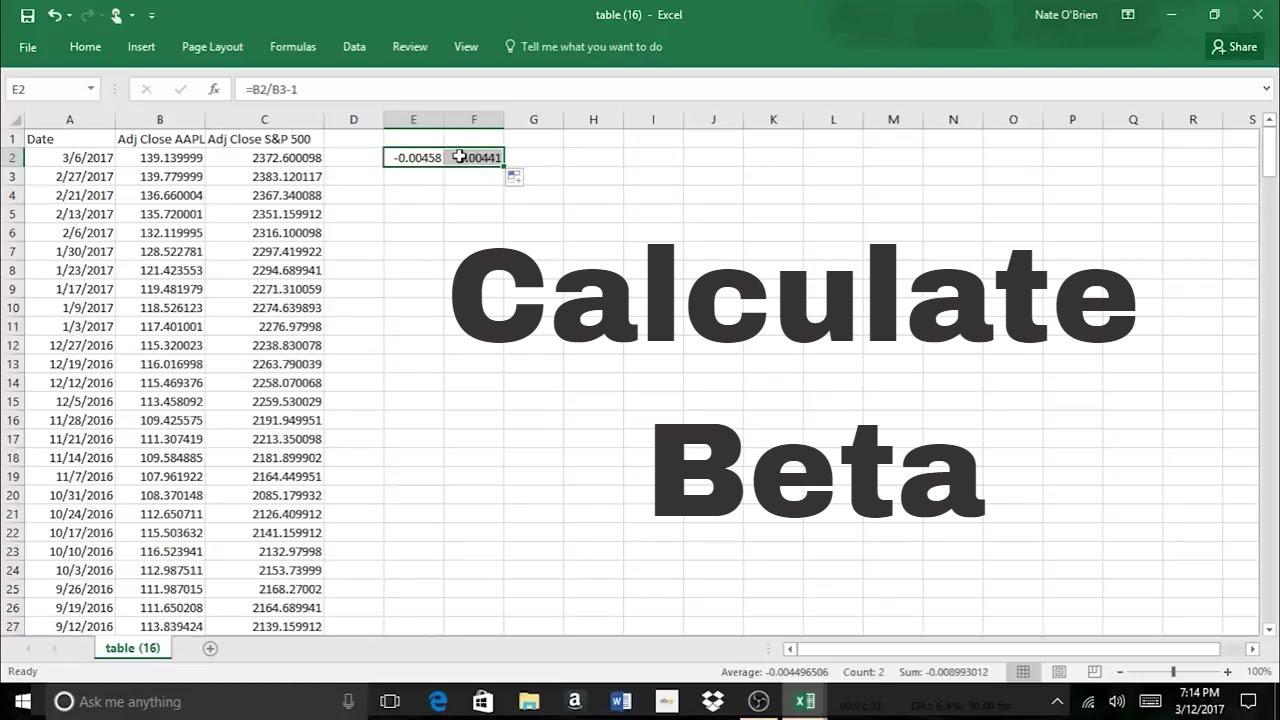 table (16) - Excel
Nate O'Brien
File Home Insert Page Layout Formulas Data Review View Tell me what you want to do Share
E2 fx =B2/B3-1
A B C D E F G H I J K L M N O P Q R S
1 Date Adj Close AAPL Adj Close S&P 500
2 3/6/2017 139.139999 2372.600098 -0.00458 .00441
3 2/27/2017 139.779999 2383.120117
4 2/21/2017 136.660004 2367.340088
5 2/13/2017 135.720001 2351.159912
6 2/6/2017 132.119995 2316.100098
7 1/30/2017 128.522781 2297.419922
8 1/23/2017 121.423553 2294.689941
9 1/17/2017 119.481979 2271.310059
10 1/9/2017 118.526123 2274.639893
11 1/3/2017 117.401001 2276.97998
12 12/27/2016 115.320023 2238.830078
13 12/19/2016 116.016998 2263.790039
14 12/12/2016 115.469376 2258.070068
15 12/5/2016 113.458092 2259.530029
16 11/28/2016 109.425575 2191.949951
17 11/21/2016 111.307419 2213.350098
18 11/14/2016 109.584885 2181.899902
19 11/7/2016 107.961922 2164.449951
20 10/31/2016 108.370148 2085.179932
21 10/24/2016 112.650711 2126.409912
22 10/17/2016 115.503632 2141.159912
23 10/10/2016 116.523941 2132.97998
24 10/3/2016 112.987511 2153.73999
25 9/26/2016 111.987015 2168.27002
26 9/19/2016 111.650208 2164.689941
27 9/12/2016 113.839424 2139.159912
Calculate
Beta
table (16)
Ready Average: -0.004496506 Count: 2 Sum: -0.008993012 100%
Ask me anything
00:01:37 CPU: 6.8%, 30.00 fps
7:14 PM
3/12/2017